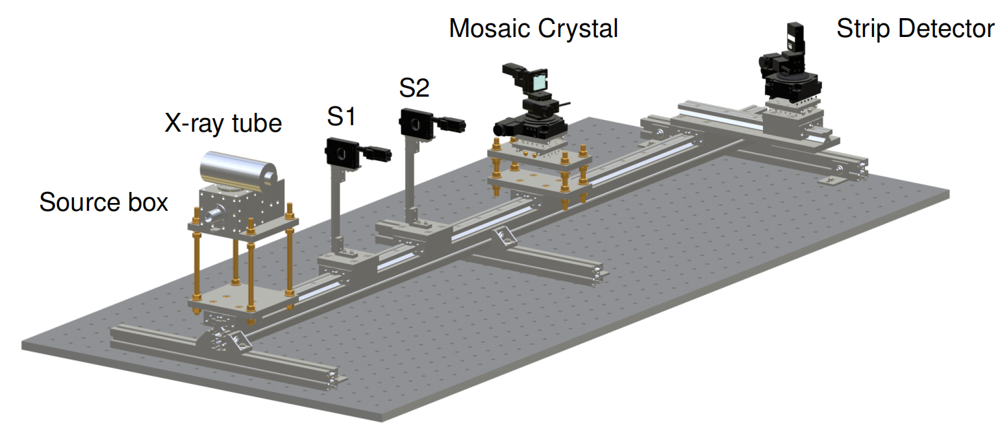 Mosaic Crystal
Strip Detector
S2
S1
X-ray tube
Source box